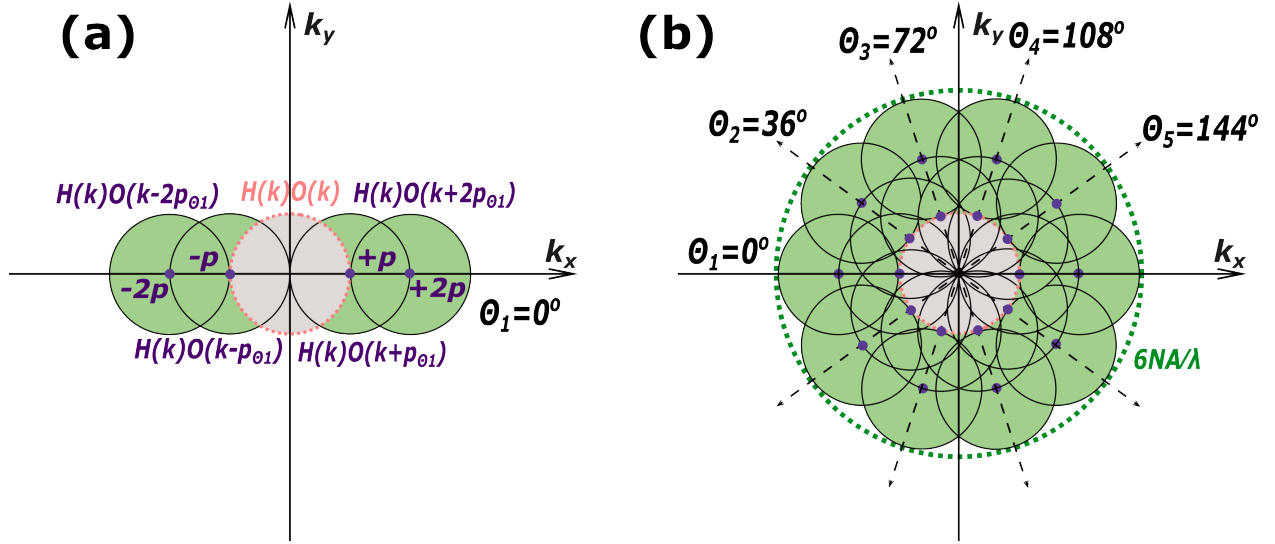 (a)
k_y
H(k)O(k-2p_Θ1)
H(k)O(k)
H(k)O(k+2p_Θ1)
-p
+p
k_x
-2p
+2p
Θ_1=0°
H(k)O(k-p_Θ1)
H(k)O(k+p_Θ1)
(b)
Θ_3=72°
k_y
Θ_4=108°
Θ_2=36°
Θ_5=144°
Θ_1=0°
k_x
6NA/λ